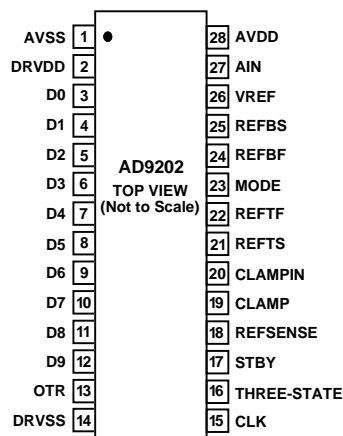 AVSS 1
DRVDD 2
D0 3
D1 4
D2 5
D3 6
D4 7
D5 8
D6 9
D7 10
D8 11
D9 12
OTR 13
DRVSS 14
AD9202
TOP VIEW
(Not to Scale)
28 AVDD
27 AIN
26 VREF
25 REFBS
24 REFBF
23 MODE
22 REFTF
21 REFTS
20 CLAMPIN
19 CLAMP
18 REFSENSE
17 STBY
16 THREE-STATE
15 CLK